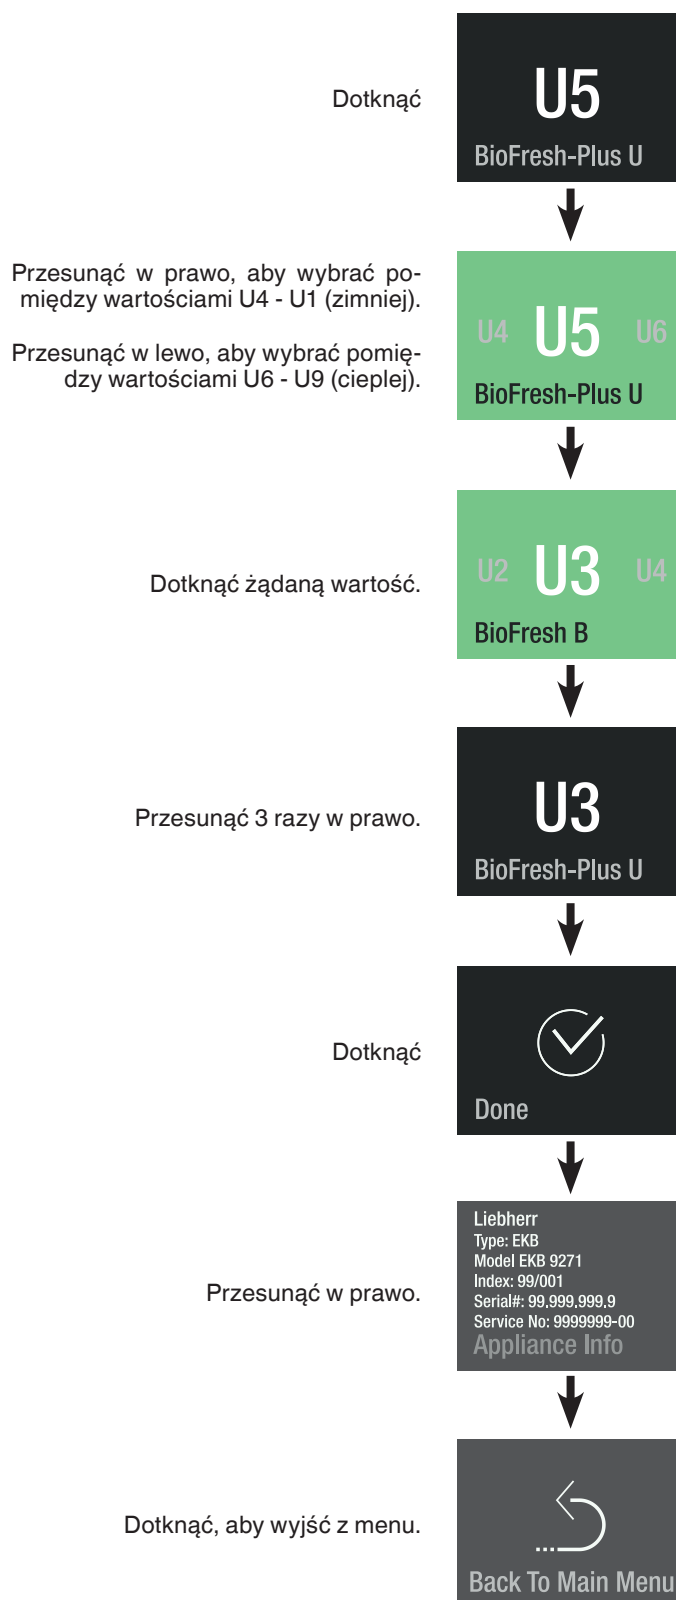 Dotknąć
U5
BioFresh-Plus U
Przesunąć w prawo, aby wybrać po-
między wartościami U4 - U1 (zimniej).
Przesunąć w lewo, aby wybrać pomię-
dzy wartościami U6 - U9 (cieplej).
U4 U5 U6
BioFresh-Plus U
Dotknąć żądaną wartość.
U2 U3 U4
BioFresh B
Przesunąć 3 razy w prawo.
U3
BioFresh-Plus U
Dotknąć
Done
Przesunąć w prawo.
Liebherr
Type: EKB
Model EKB 9271
Index: 99/001
Serial#: 99.999.999.9
Service No: 9999999-00
Appliance Info
Dotknąć, aby wyjść z menu.
Back To Main Menu